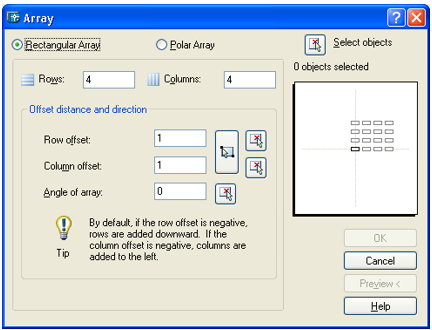 Array
Rectangular Array
Polar Array
Select objects
0 objects selected
Rows: 4
Columns: 4
Offset distance and direction
Row offset: 1
Column offset: 1
Angle of array: 0
Tip
By default, if the row offset is negative,
rows are added downward. If the
column offset is negative, columns are
added to the left.
OK
Cancel
Preview <
Help